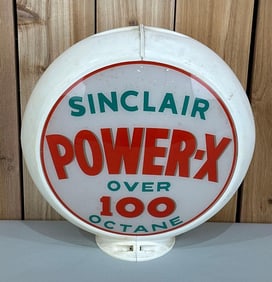 SINCLAIR
POWER-X
OVER
100
OCTANE